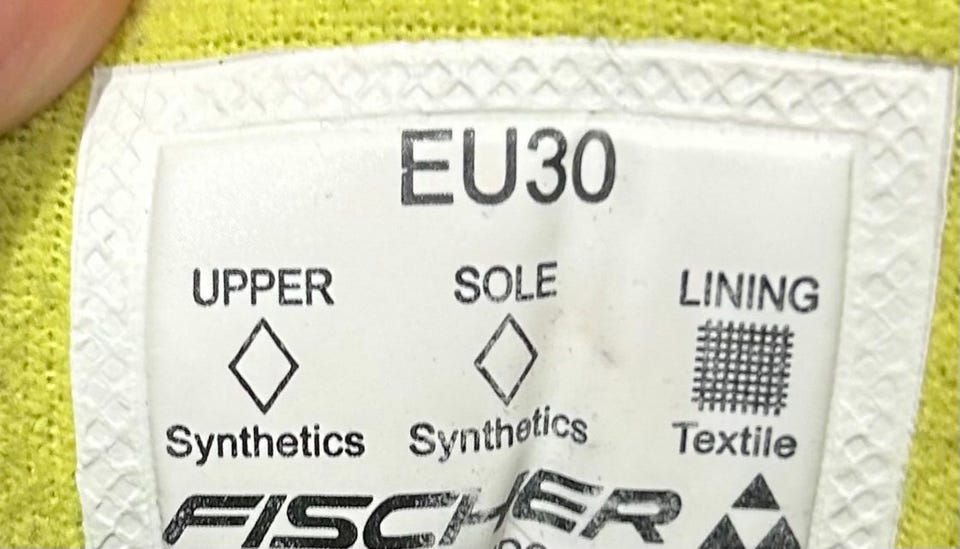 EU30
UPPER SOLE LINING
Synthetics Synthetics Textile
FISCHER